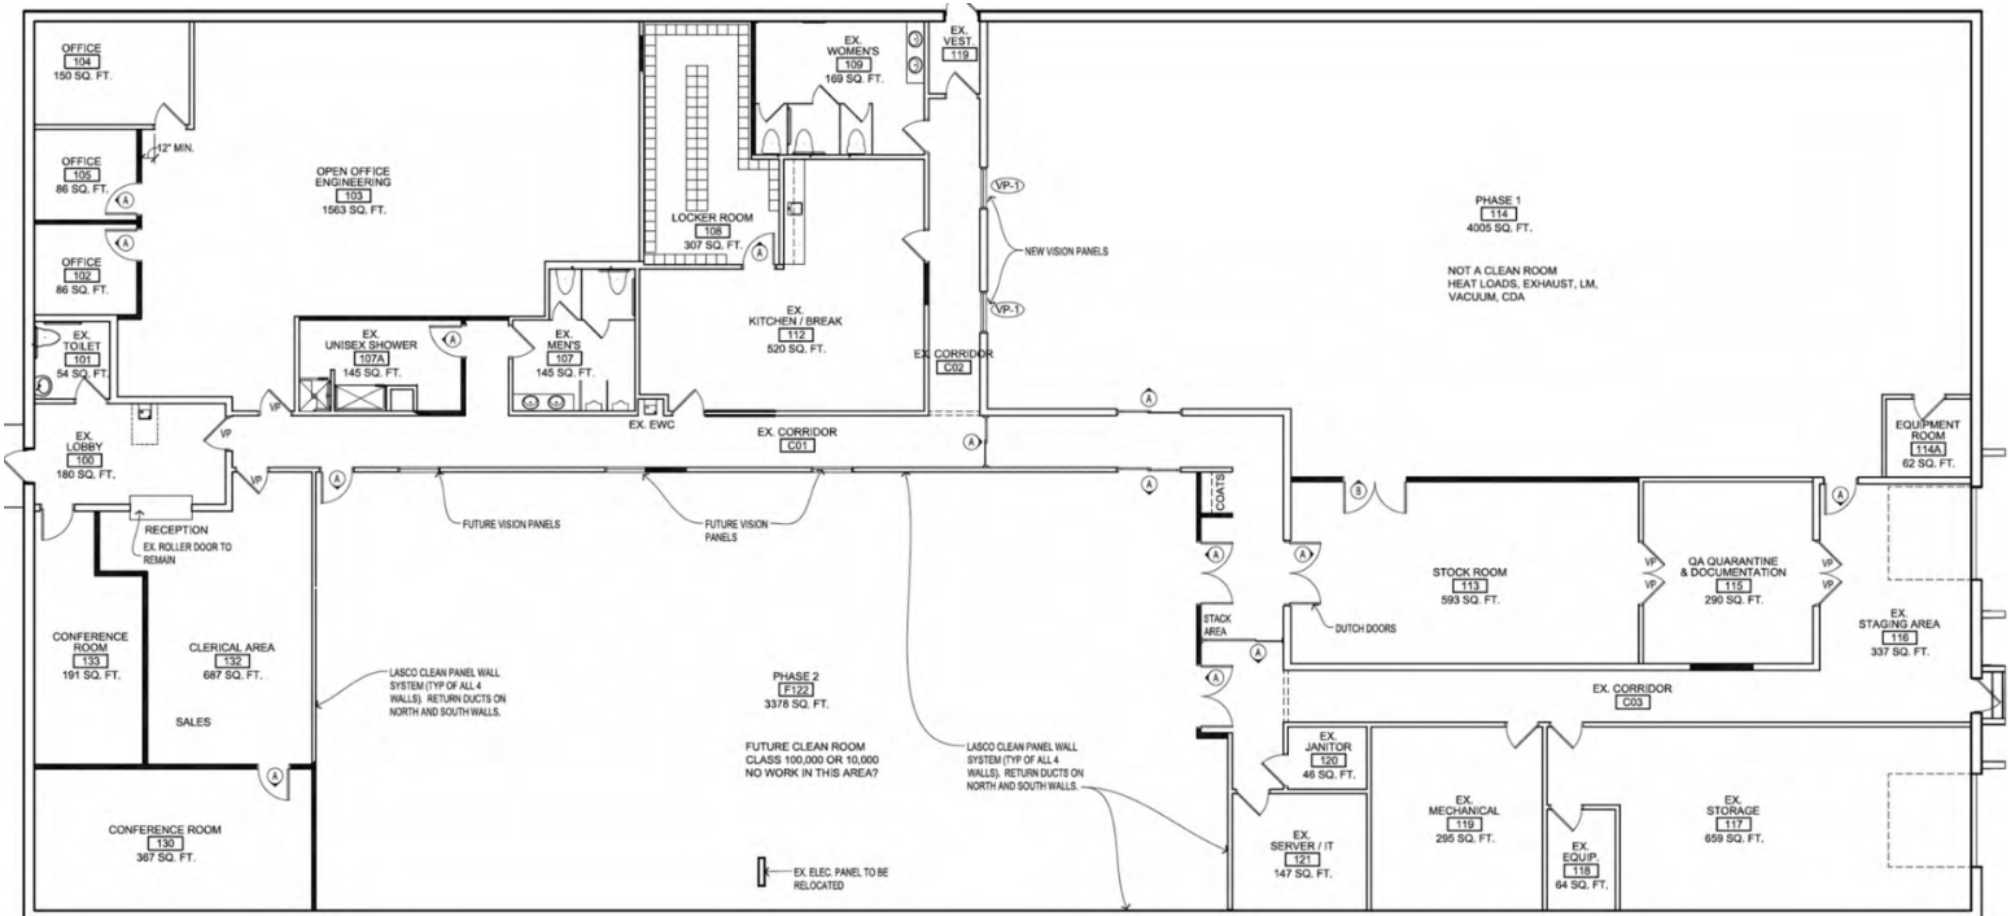 OFFICE
104
150 SQ. FT.
12" MIN.
OFFICE
105
86 SQ. FT.
A
A
OFFICE
102
86 SQ. FT.
OPEN OFFICE
ENGINEERING
103
1563 SQ. FT.
LOCKER ROOM
108
307 SQ. FT.
A
EX.
WOMEN'S
109
169 SQ. FT.
EX.
VEST.
119
VP-1
NEW VISION PANELS
VP-1
PHASE 1
114
4005 SQ. FT.
NOT A CLEAN ROOM
HEAT LOADS, EXHAUST, LM,
VACUUM, CDA
EX.
TOILET
101
54 SQ. FT.
EX.
UNISEX SHOWER
107A
145 SQ. FT.
A
EX.
MEN'S
107
145 SQ. FT.
EX.
KITCHEN / BREAK
112
520 SQ. FT.
EX. CORRIDOR
C02
EX. EWC
EX. CORRIDOR
C01
A
A
A
EQUIPMENT
ROOM
114A
62 SQ. FT.
EX.
LOBBY
100
180 SQ. FT.
VP
VP
VP
A
RECEPTION
EX. ROLLER DOOR TO
REMAIN
FUTURE VISION PANELS
FUTURE VISION
PANELS
COATS
A
A
STACK
AREA
A
A
DUTCH DOORS
B
STOCK ROOM
113
593 SQ. FT.
VP
VP
QA QUARANTINE
& DOCUMENTATION
115
290 SQ. FT.
VP
VP
A
EX.
STAGING AREA
116
337 SQ. FT.
CONFERENCE
ROOM
133
191 SQ. FT.
CLERICAL AREA
132
687 SQ. FT.
SALES
LASCO CLEAN PANEL WALL
SYSTEM (TYP OF ALL 4
WALLS). RETURN DUCTS ON
NORTH AND SOUTH WALLS.
PHASE 2
F122
3378 SQ. FT.
FUTURE CLEAN ROOM
CLASS 100,000 OR 10,000
NO WORK IN THIS AREA?
LASCO CLEAN PANEL WALL
SYSTEM (TYP OF ALL 4
WALLS). RETURN DUCTS ON
NORTH AND SOUTH WALLS.
EX. CORRIDOR
C03
EX.
JANITOR
120
46 SQ. FT.
A
CONFERENCE ROOM
130
367 SQ. FT.
EX. ELEC. PANEL TO BE
RELOCATED
EX.
SERVER / IT
121
147 SQ. FT.
EX.
MECHANICAL
119
295 SQ. FT.
EX.
EQUIP.
118
64 SQ. FT.
EX.
STORAGE
117
659 SQ. FT.